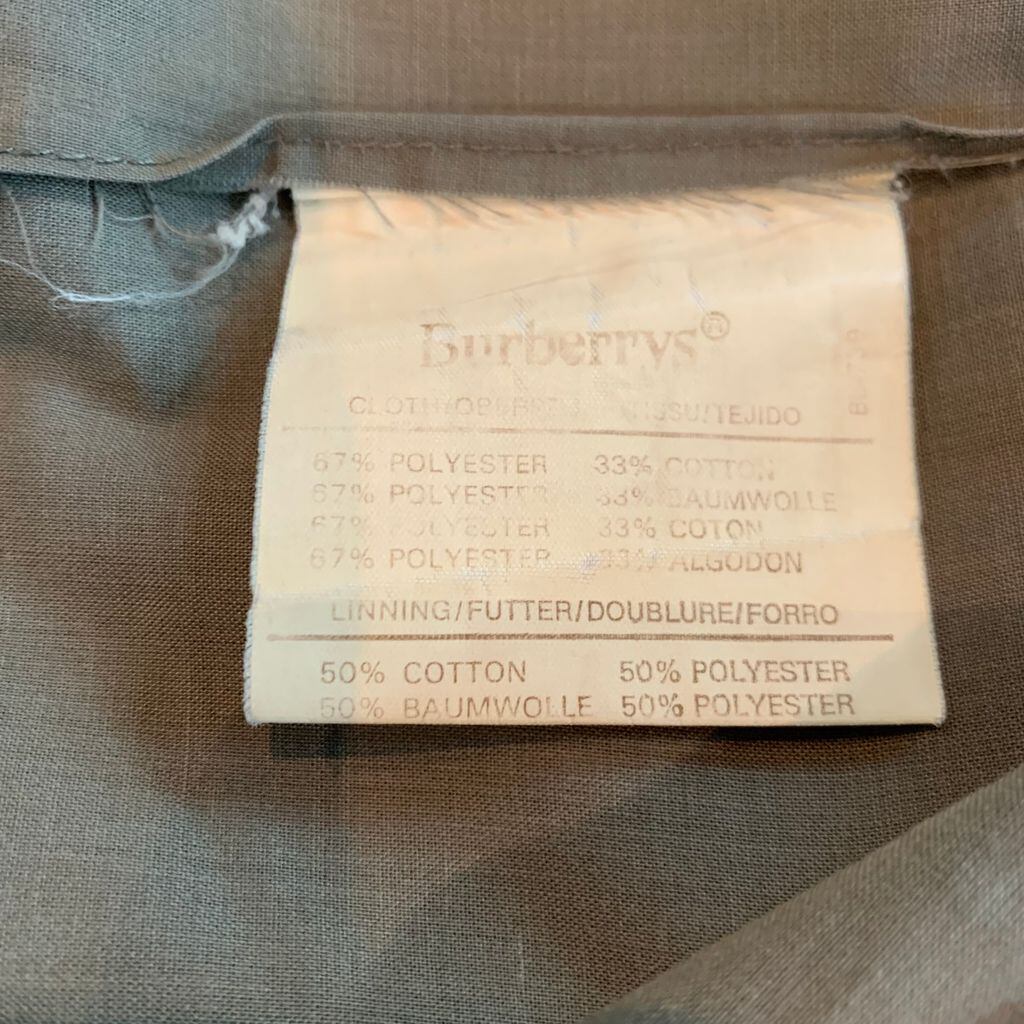 Burberrys®
CLOTH/OBERSTOFF/TISSU/TEJIDO
67% POLYESTER 33% COTTON
67% POLYESTER 33% BAUMWOLLE
67% POLYESTER 33% COTON
67% POLYESTER 33% ALGODON
LINNING/FUTTER/DOUBLURE/FORRO
50% COTTON 50% POLYESTER
50% BAUMWOLLE 50% POLYESTER